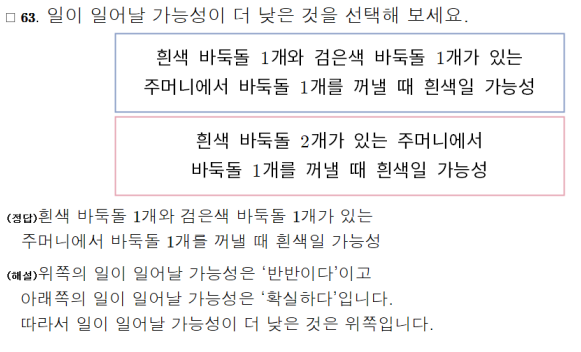 □ 63. 일이 일어날 가능성이 더 낮은 것을 선택해 보세요.
흰색 바둑돌 1개와 검은색 바둑돌 1개가 있는
주머니에서 바둑돌 1개를 꺼낼 때 흰색일 가능성
흰색 바둑돌 2개가 있는 주머니에서
바둑돌 1개를 꺼낼 때 흰색일 가능성
(정답)흰색 바둑돌 1개와 검은색 바둑돌 1개가 있는
주머니에서 바둑돌 1개를 꺼낼 때 흰색일 가능성
(해설)위쪽의 일이 일어날 가능성은 ‘반반이다’이고
아래쪽의 일이 일어날 가능성은 ‘확실하다’입니다.
따라서 일이 일어날 가능성이 더 낮은 것은 위쪽입니다.